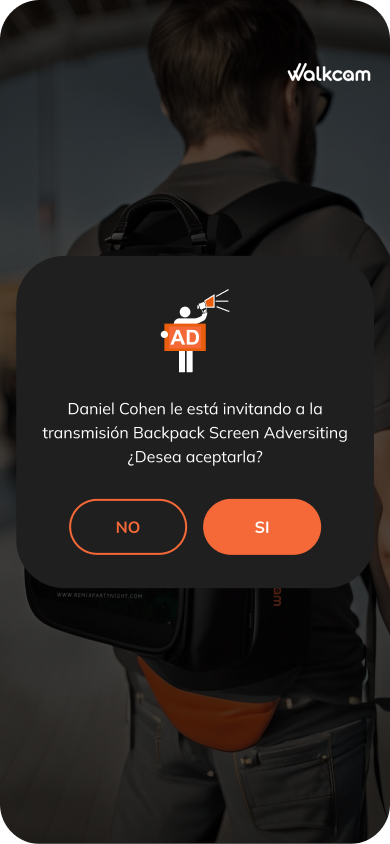 Walkcam
AD
Daniel Cohen le está invitando a la
transmisión Backpack Screen Adversiting
¿Desea aceptarla?
NO
SI
WWW.REMIXPARTYNIGHT.COM
cam